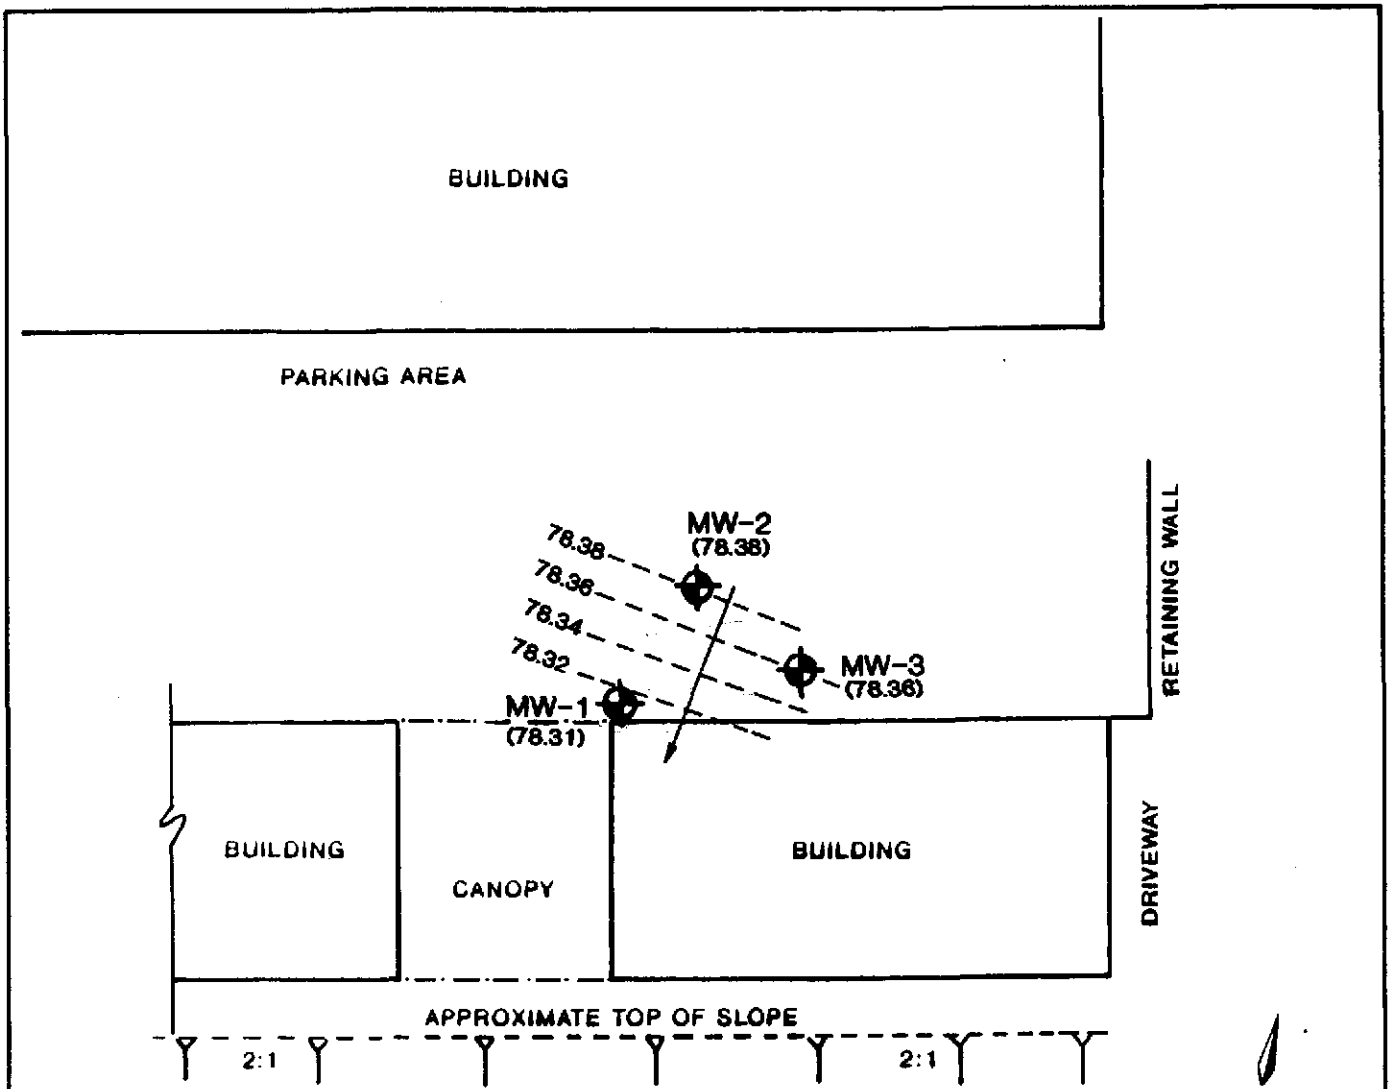 BUILDING
PARKING AREA
RETAINING WALL
MW-2
(78.38)
78.38
78.36
78.34
78.32
MW-3
(78.36)
MW-1
(78.31)
BUILDING
CANOPY
BUILDING
DRIVEWAY
APPROXIMATE TOP OF SLOPE
2:1
2:1